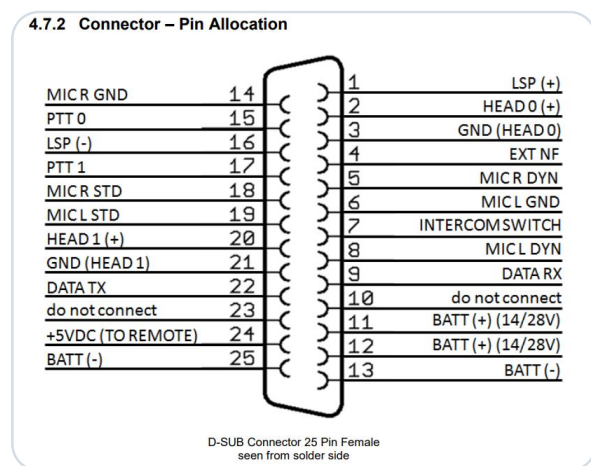 4.7.2 Connector – Pin Allocation
MIC R GND 14
PTT 0 15
LSP (-) 16
PTT 1 17
MIC R STD 18
MIC L STD 19
HEAD 1 (+) 20
GND (HEAD 1) 21
DATA TX 22
do not connect 23
+5VDC (TO REMOTE) 24
BATT (-) 25
1 LSP (+)
2 HEAD 0 (+)
3 GND (HEAD 0)
4 EXT NF
5 MIC R DYN
6 MIC L GND
7 INTERCOM SWITCH
8 MIC L DYN
9 DATA RX
10 do not connect
11 BATT (+) (14/28V)
12 BATT (+) (14/28V)
13 BATT (-)
D-SUB Connector 25 Pin Female
seen from solder side